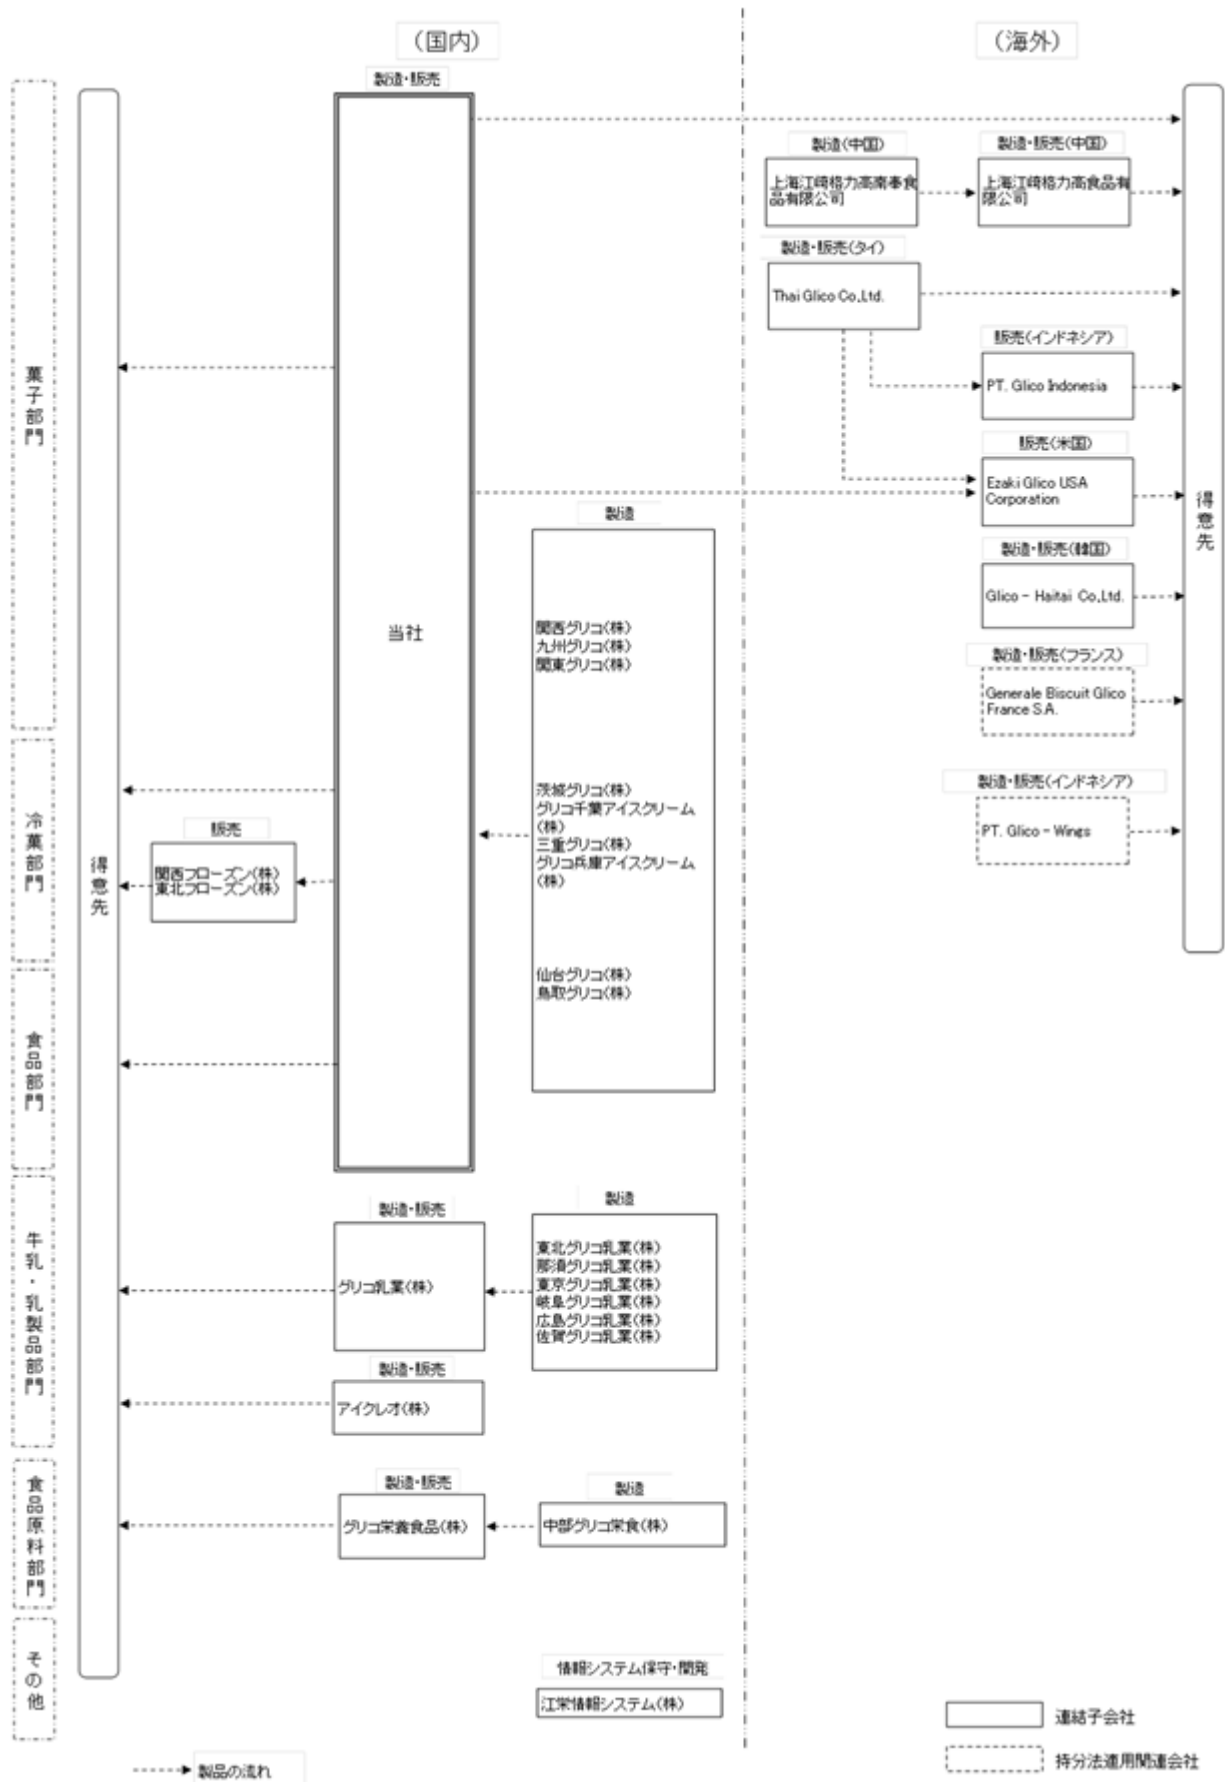 (国内)
(海外)
製造・販売
当社
製造(中国)
上海江崎格力高南奉食
品有限公司
製造・販売(中国)
上海江崎格力高食品有
限公司
製造・販売(タイ)
Thai Glico Co.,Ltd.
販売(インドネシア)
PT. Glico Indonesia
販売(米国)
Ezaki Glico USA
Corporation
製造・販売(韓国)
Glico - Haitai Co.,Ltd.
製造・販売(フランス)
Generale Biscuit Glico
France S.A.
製造・販売(インドネシア)
PT. Glico - Wings
得意先
菓子部門
冷菓部門
食品部門
牛乳・乳製品部門
食品原料部門
その他
得意先
製造
関西グリコ(株)
九州グリコ(株)
関東グリコ(株)
茨城グリコ(株)
グリコ千葉アイスクリーム
(株)
三重グリコ(株)
グリコ兵庫アイスクリーム
(株)
仙台グリコ(株)
鳥取グリコ(株)
販売
関西フローズン(株)
東北フローズン(株)
製造・販売
グリコ乳業(株)
製造
東北グリコ乳業(株)
那須グリコ乳業(株)
東京グリコ乳業(株)
岐阜グリコ乳業(株)
広島グリコ乳業(株)
佐賀グリコ乳業(株)
製造・販売
アイクレオ(株)
製造・販売
グリコ栄養食品(株)
製造
中部グリコ栄食(株)
情報システム保守・開発
江栄情報システム(株)
製品の流れ
連結子会社
持分法適用関連会社